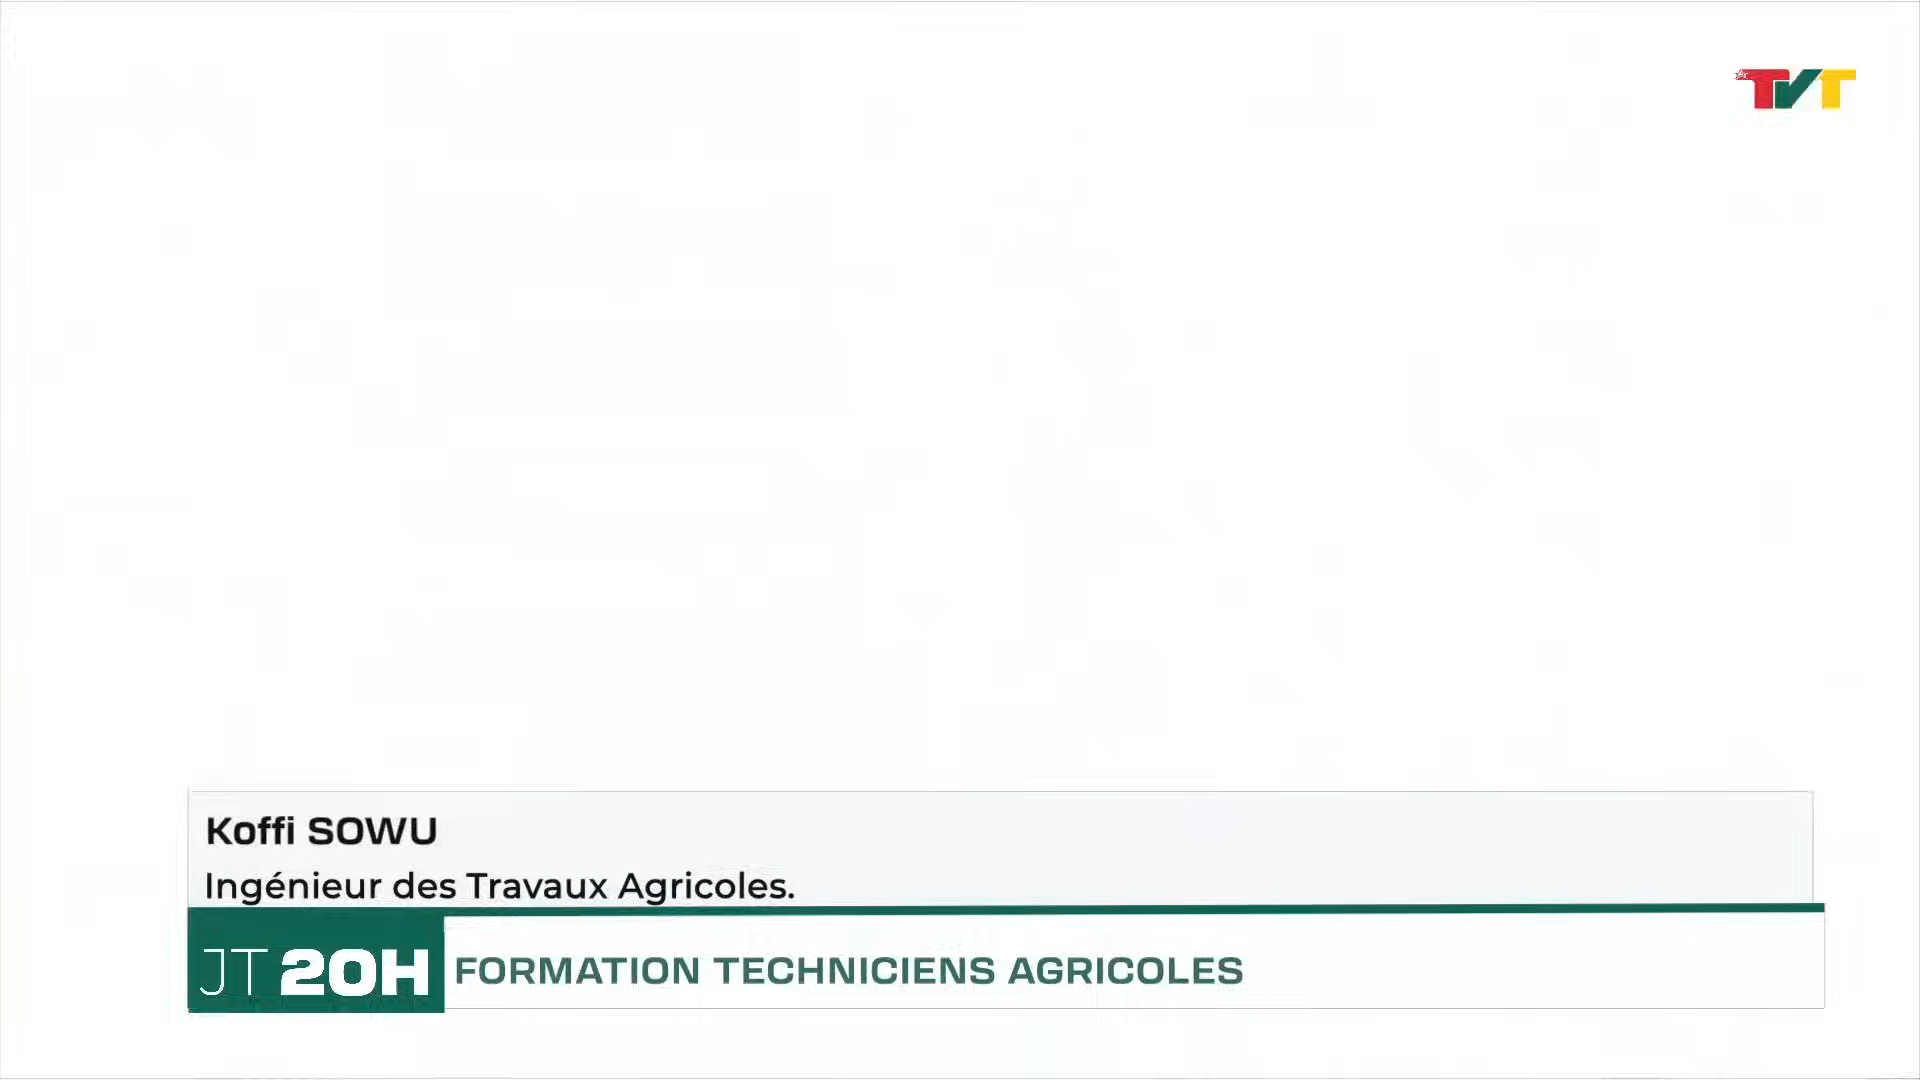 TVT
Koffi SOWU
Ingénieur des Travaux Agricoles.
JT 20H
FORMATION TECHNICIENS AGRICOLES